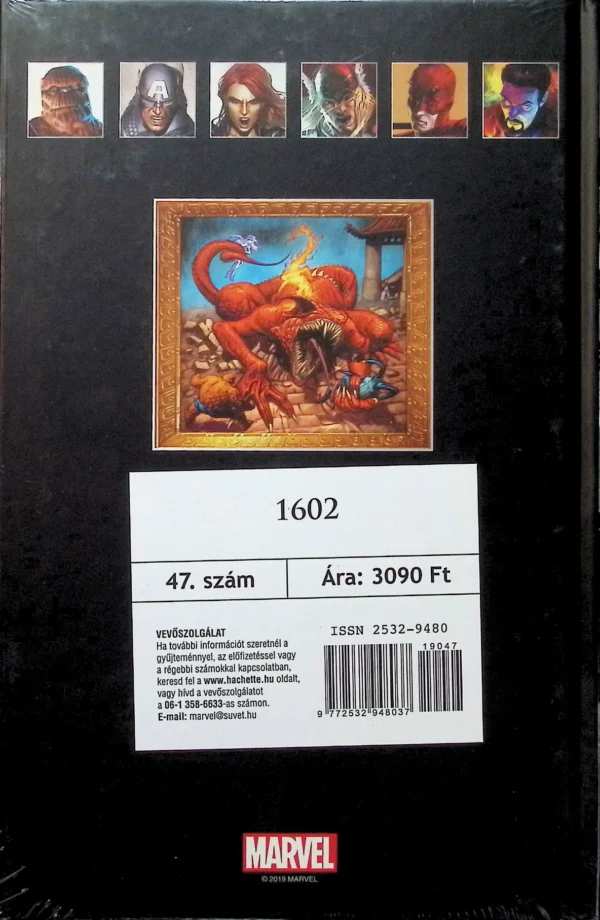 A
1602
47. szám
Ára: 3090 Ft
VEVŐSZOLGÁLAT
Ha további információt szeretnél a
gyűjteménnyel, az előfizetéssel vagy
a régebbi számokkal kapcsolatban,
keresd fel a www.hachette.hu oldalt,
vagy hívd a vevőszolgálatot
a 06-1 358-6633-as számon.
E-mail: marvel@suvet.hu
ISSN 2532-9480
19047
9 772532 948037
MARVEL
© 2019 MARVEL